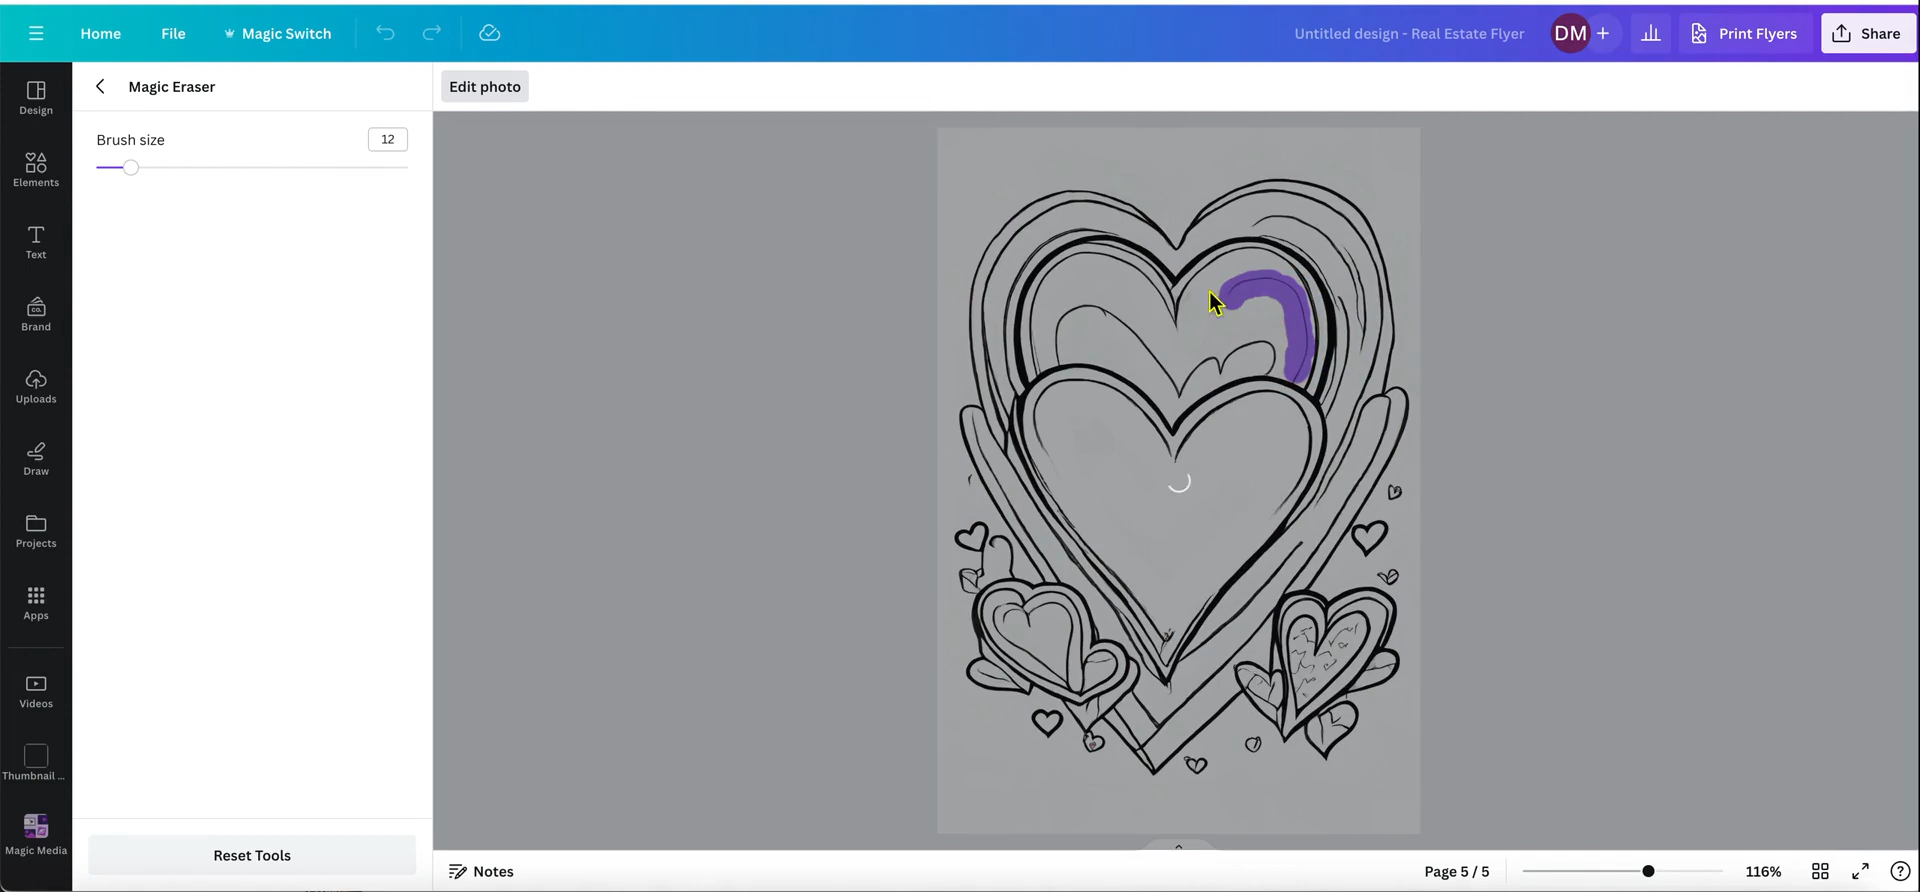 Home File Magic Switch Untitled design - Real Estate Flyer DM + Print Flyers Share
Magic Eraser
Edit photo
Brush size 12
Design
Elements
Text
Brand
Uploads
Draw
Projects
Apps
Videos
Thumbnail ...
Magic Media
Reset Tools
Notes Page 5 / 5 116% ?